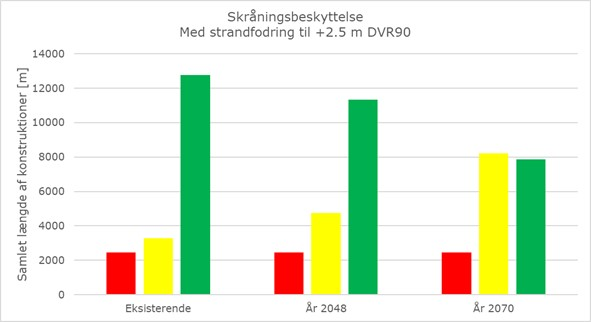 Skråningsbeskyttelse
Med strandfodring til +2.5 m DVR90
Samlet længde af konstruktioner [m]
14000
12000
10000
8000
6000
4000
2000
0
Eksisterende
År 2048
År 2070